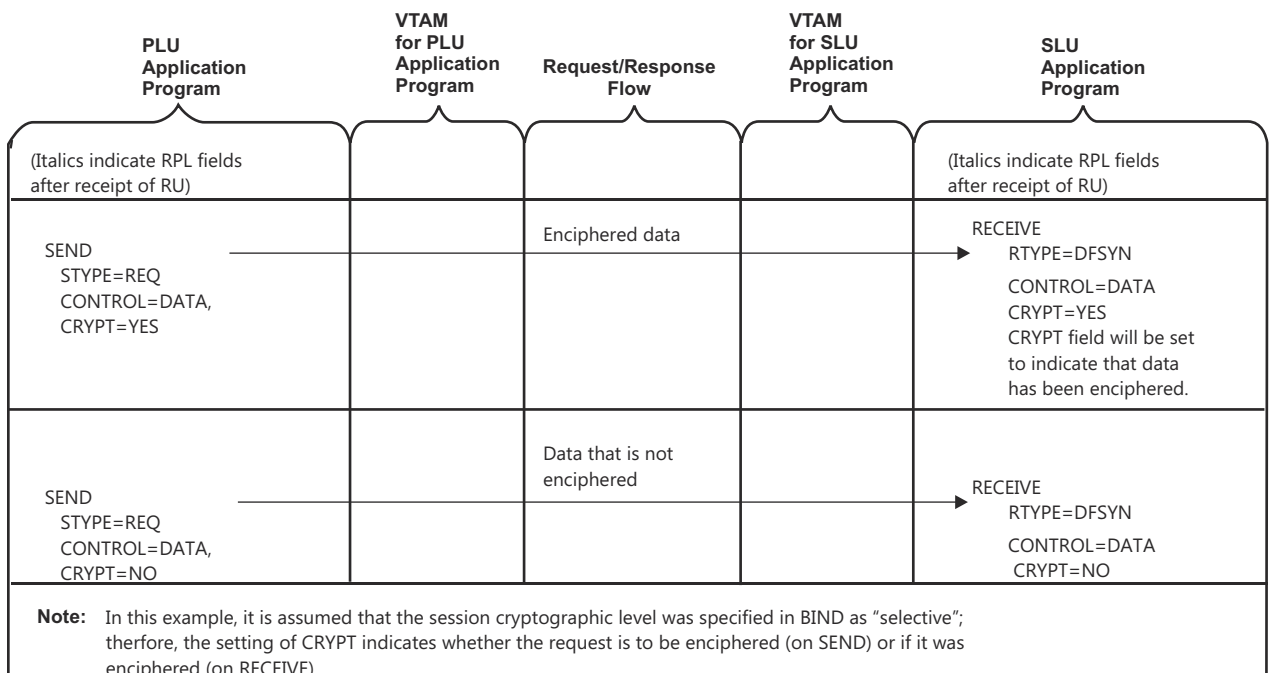 PLU
Application
Program
VTAM
for PLU
Application
Program
Request/Response
Flow
VTAM
for SLU
Application
Program
SLU
Application
Program
(Italics indicate RPL fields
after receipt of RU)
(Italics indicate RPL fields
after receipt of RU)
SEND
STYPE=REQ
CONTROL=DATA,
CRYPT=YES
Enciphered data
RECEIVE
RTYPE=DFSYN
CONTROL=DATA
CRYPT=YES
CRYPT field will be set
to indicate that data
has been enciphered.
SEND
STYPE=REQ
CONTROL=DATA,
CRYPT=NO
Data that is not
enciphered
RECEIVE
RTYPE=DFSYN
CONTROL=DATA
CRYPT=NO
Note: In this example, it is assumed that the session cryptographic level was specified in BIND as “selective”;
therfore, the setting of CRYPT indicates whether the request is to be enciphered (on SEND) or if it was
enciphered (on RECEIVE)